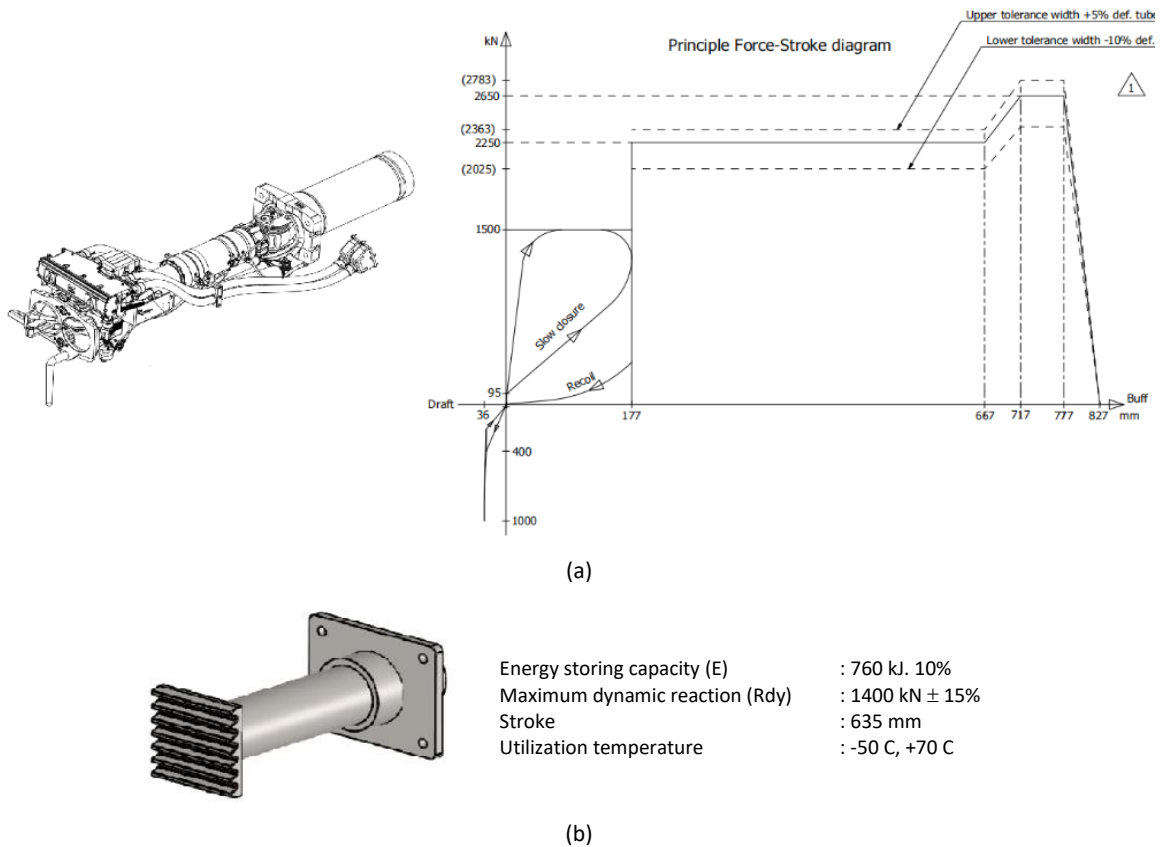 Upper tolerance width +5% def. tube
Lower tolerance width -10% def.
kN
Principle Force-Stroke diagram
(2783)
2650
(2363)
2250
(2025)
1500
95
1
Slow closure
Recoil
Draft
36
177
667
717
777
827
Buff
mm
400
1000
(a)
Energy storing capacity (E) : 760 kJ. 10%
Maximum dynamic reaction (Rdy) : 1400 kN ± 15%
Stroke : 635 mm
Utilization temperature : -50 C, +70 C
(b)